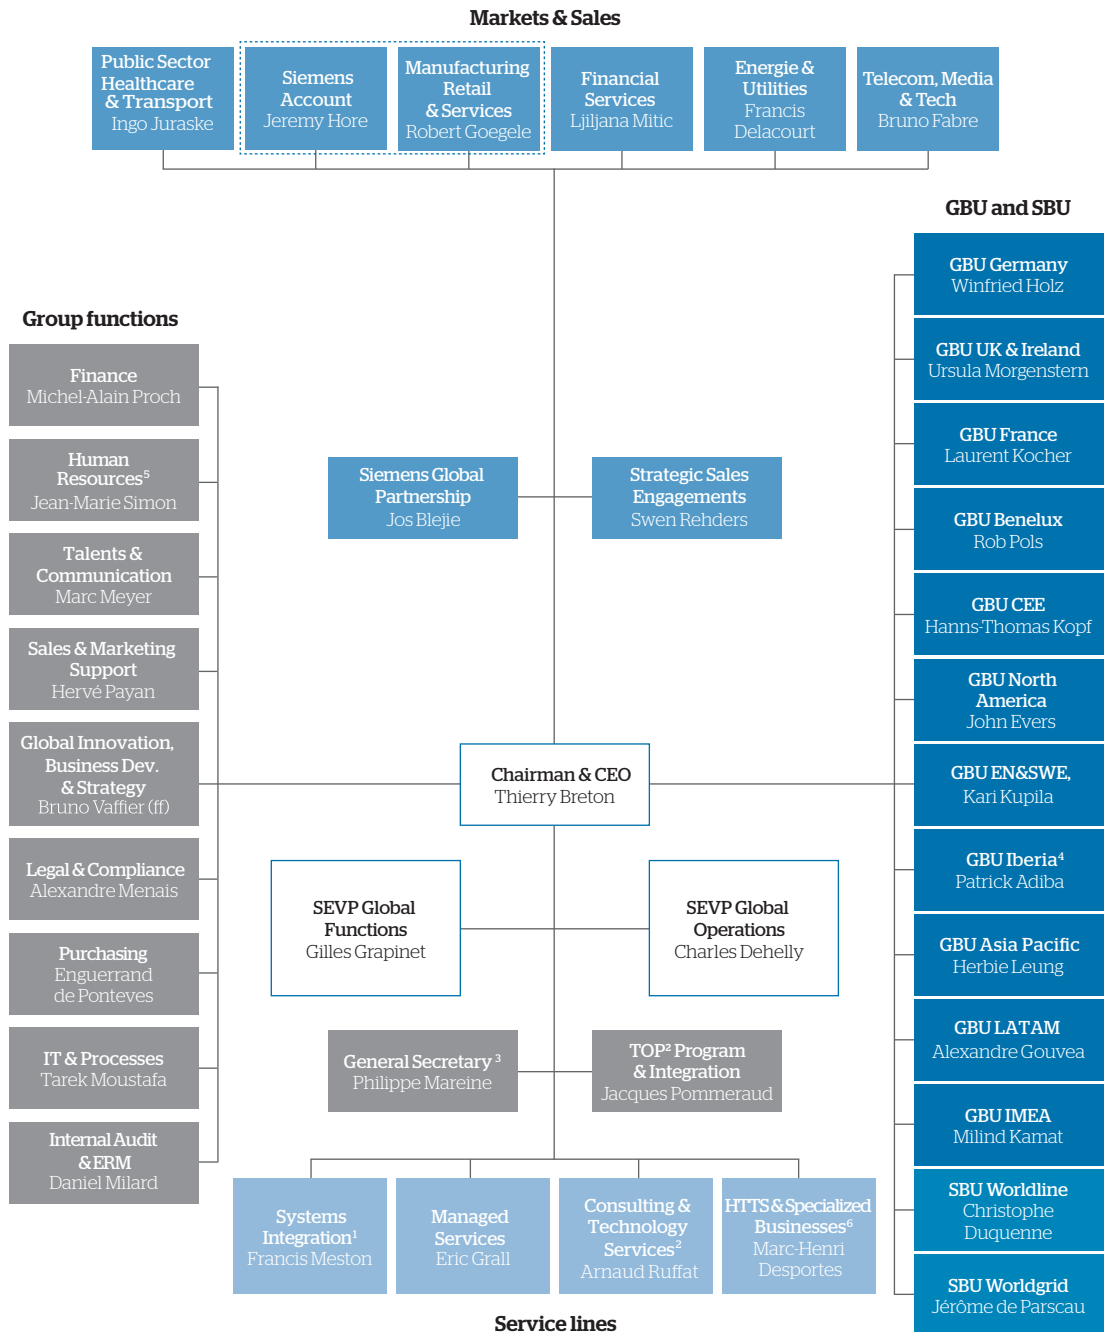 Markets & Sales
Public Sector
Healthcare
& Transport
Ingo Juraske
Siemens
Account
Jeremy Hore
Manufacturing
Retail
& Services
Robert Goegele
Financial
Services
Ljiljana Mitic
Energie &
Utilities
Francis
Delacourt
Telecom, Media
& Tech
Bruno Fabre
GBU and SBU
GBU Germany
Winfried Holz
GBU UK & Ireland
Ursula Morgenstern
GBU France
Laurent Kocher
GBU Benelux
Rob Pols
GBU CEE
Hanns-Thomas Kopf
GBU North
America
John Evers
GBU EN&SWE,
Kari Kupila
GBU Iberia⁴
Patrick Adiba
GBU Asia Pacific
Herbie Leung
GBU LATAM
Alexandre Gouvea
GBU IMEA
Milind Kamat
SBU Worldline
Christophe
Duquenne
SBU Worldgrid
Jérôme de Parscau
Group functions
Finance
Michel-Alain Proch
Human
Resources⁵
Jean-Marie Simon
Talents &
Communication
Marc Meyer
Sales & Marketing
Support
Hervé Payan
Global Innovation,
Business Dev.
& Strategy
Bruno Vaffier (ff)
Legal & Compliance
Alexandre Menais
Purchasing
Enguerrand
de Ponteves
IT & Processes
Tarek Moustafa
Internal Audit
& ERM
Daniel Milard
Siemens Global
Partnership
Jos Blejie
Strategic Sales
Engagements
Swen Rehders
Chairman & CEO
Thierry Breton
SEVP Global
Functions
Gilles Grapinet
SEVP Global
Operations
Charles Dehelly
General Secretary ³
Philippe Mareine
TOP² Program
& Integration
Jacques Pommeraud
Systems
Integration¹
Francis Meston
Managed
Services
Eric Grall
Consulting &
Technology
Services²
Arnaud Ruffat
HTTS & Specialized
Businesses⁶
Marc-Henri
Desportes
Service lines